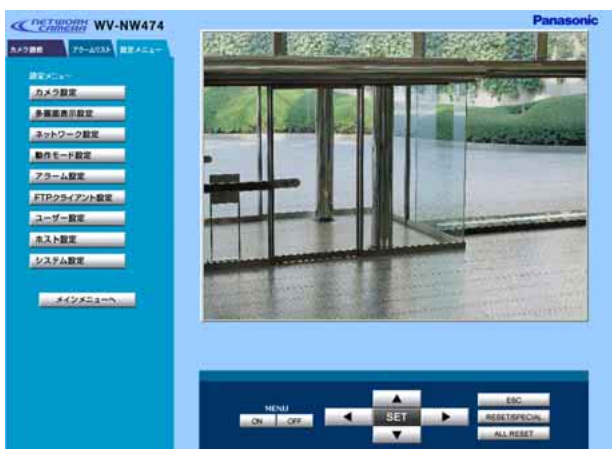 NETWORK CAMERA WV-NW474
Panasonic
カメラ操作 アラームリスト 設定メニュー
設定メニュー
カメラ設定
多画面表示設定
ネットワーク設定
動作モード設定
アラーム設定
FTPクライアント設定
ユーザー設定
ホスト設定
システム設定
メインメニューへ
MENU
ON OFF
▲
◀ SET ▶
▼
ESC
RESET/SPECIAL
ALL RESET